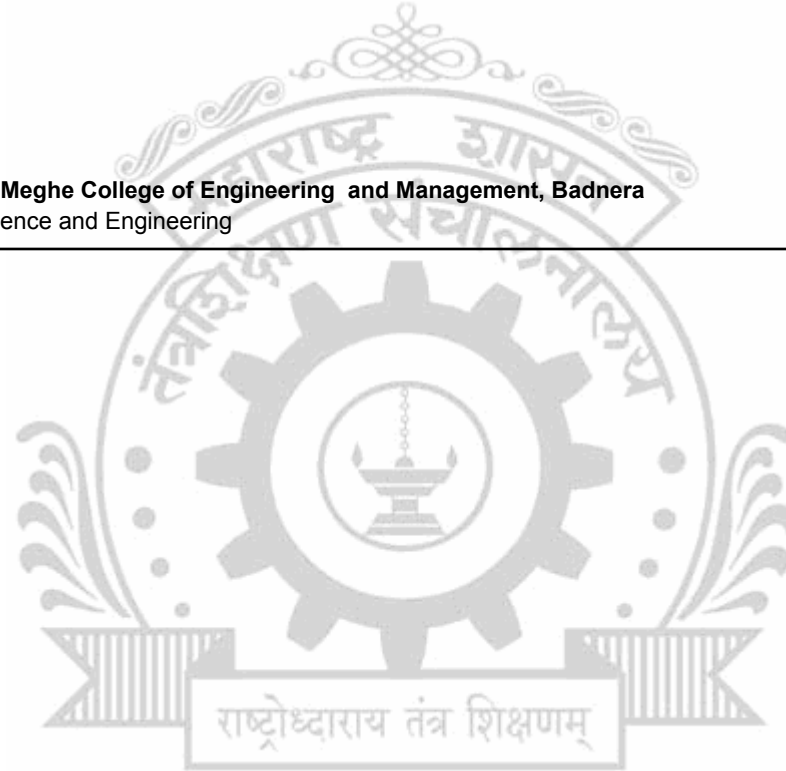 महाराष्ट्र शासन
Meghe College of Engineering and Management, Badnera
ence and Engineering
तंत्रशिक्षण संचालनालय
राष्ट्रोध्दाराय तंत्र शिक्षणम्